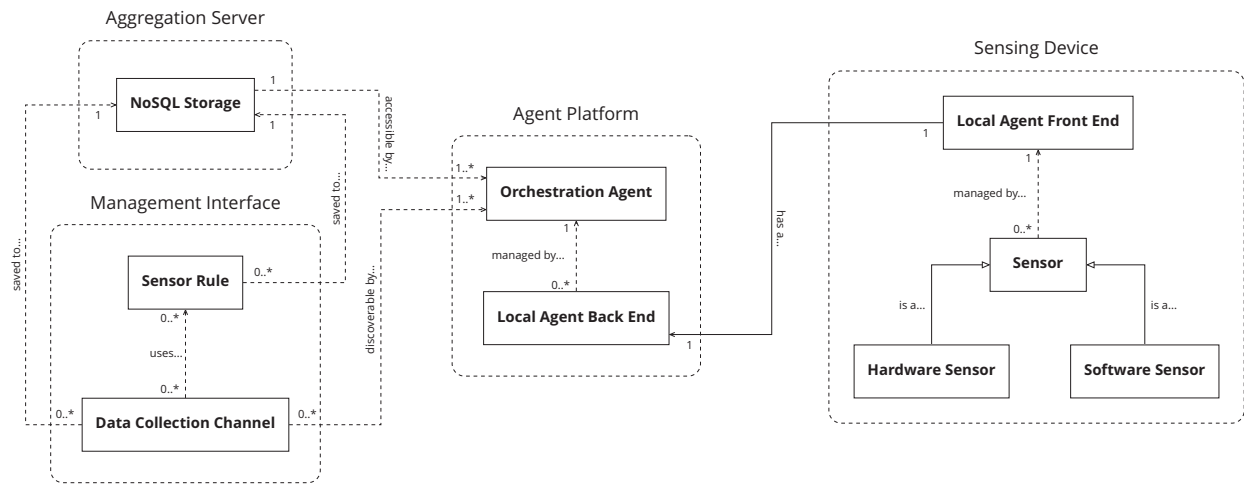 Aggregation Server
NoSQL Storage
1
1
1
saved to...
saved to...
accessible by...
Management Interface
Sensor Rule
0..*
0..*
uses...
0..*
Data Collection Channel
0..*
0..*
discoverable by...
Agent Platform
1..*
1..*
Orchestration Agent
1
managed by...
0..*
Local Agent Back End
1
has a...
Sensing Device
1
Local Agent Front End
1
managed by...
0..*
Sensor
is a...
is a...
Hardware Sensor
Software Sensor